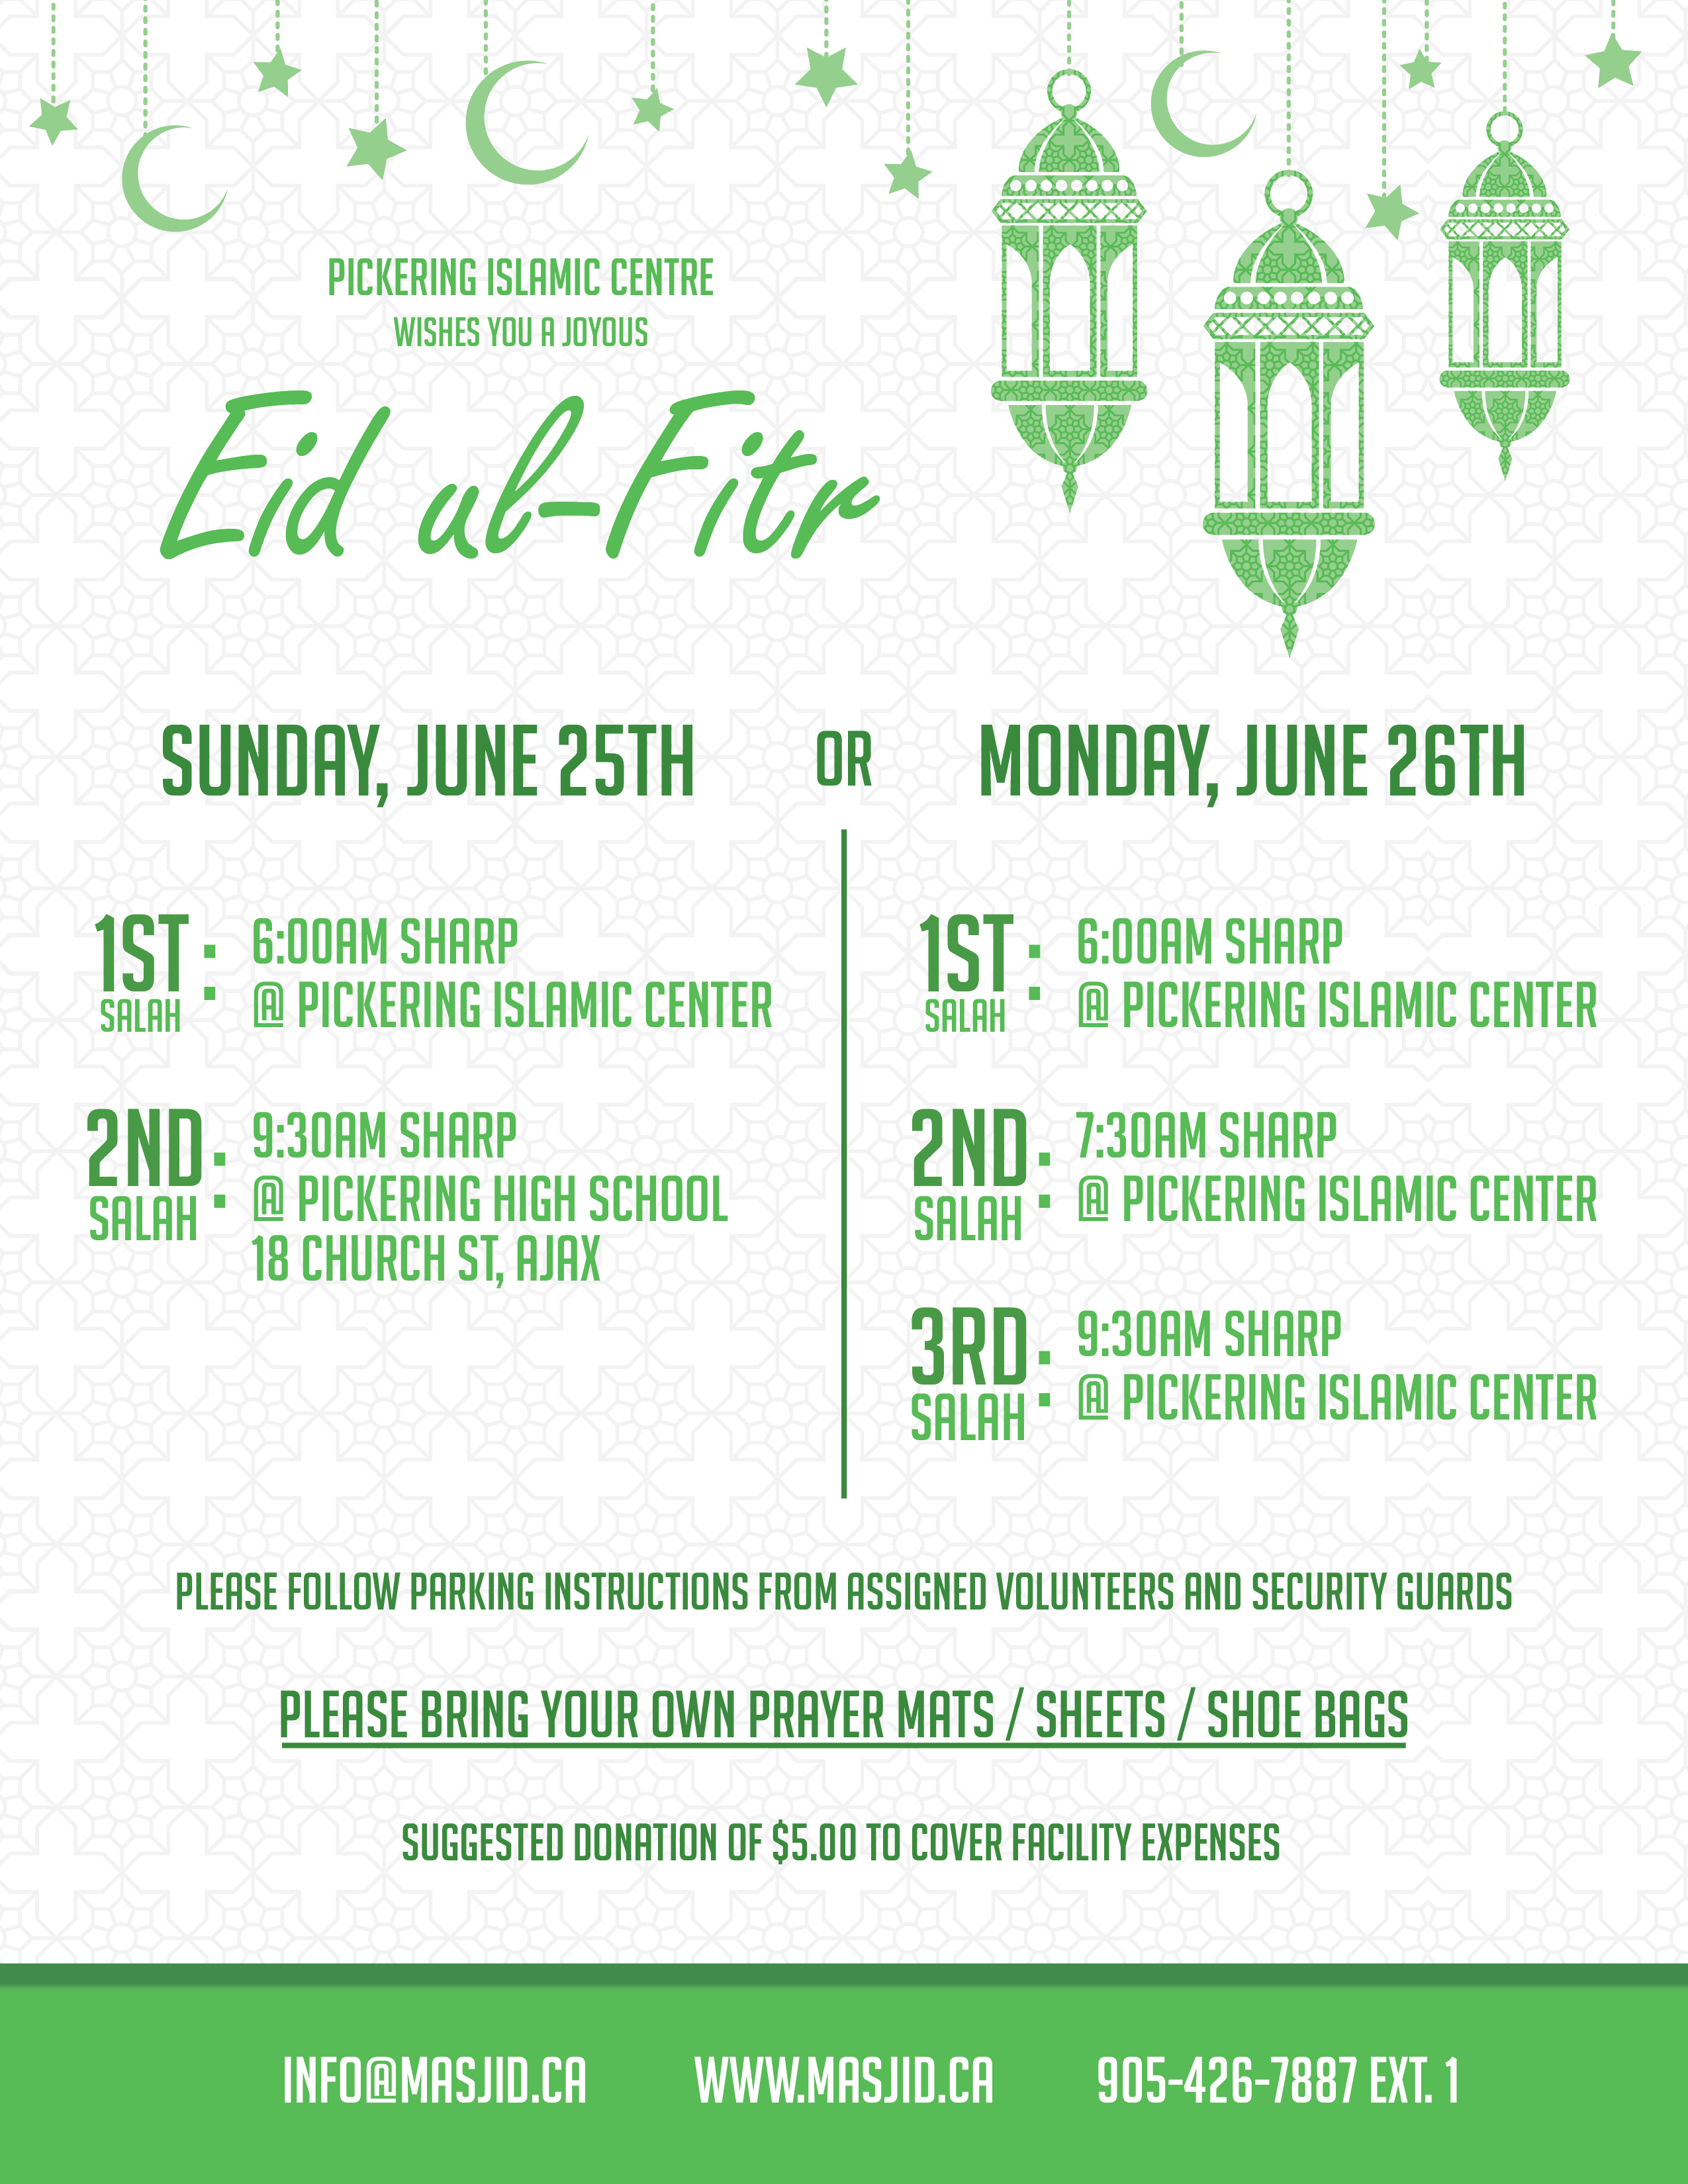 PICKERING ISLAMIC CENTRE
WISHES YOU A JOYOUS
Eid ul-Fitr
SUNDAY, JUNE 25TH OR MONDAY, JUNE 26TH
1ST SALAH : 6:00AM SHARP
@ PICKERING ISLAMIC CENTER
2ND SALAH : 9:30AM SHARP
@ PICKERING HIGH SCHOOL
18 CHURCH ST, AJAX
1ST SALAH : 6:00AM SHARP
@ PICKERING ISLAMIC CENTER
2ND SALAH : 7:30AM SHARP
@ PICKERING ISLAMIC CENTER
3RD SALAH : 9:30AM SHARP
@ PICKERING ISLAMIC CENTER
PLEASE FOLLOW PARKING INSTRUCTIONS FROM ASSIGNED VOLUNTEERS AND SECURITY GUARDS
PLEASE BRING YOUR OWN PRAYER MATS / SHEETS / SHOE BAGS
SUGGESTED DONATION OF $5.00 TO COVER FACILITY EXPENSES
INFO@MASJID.CA WWW.MASJID.CA 905-426-7887 EXT. 1